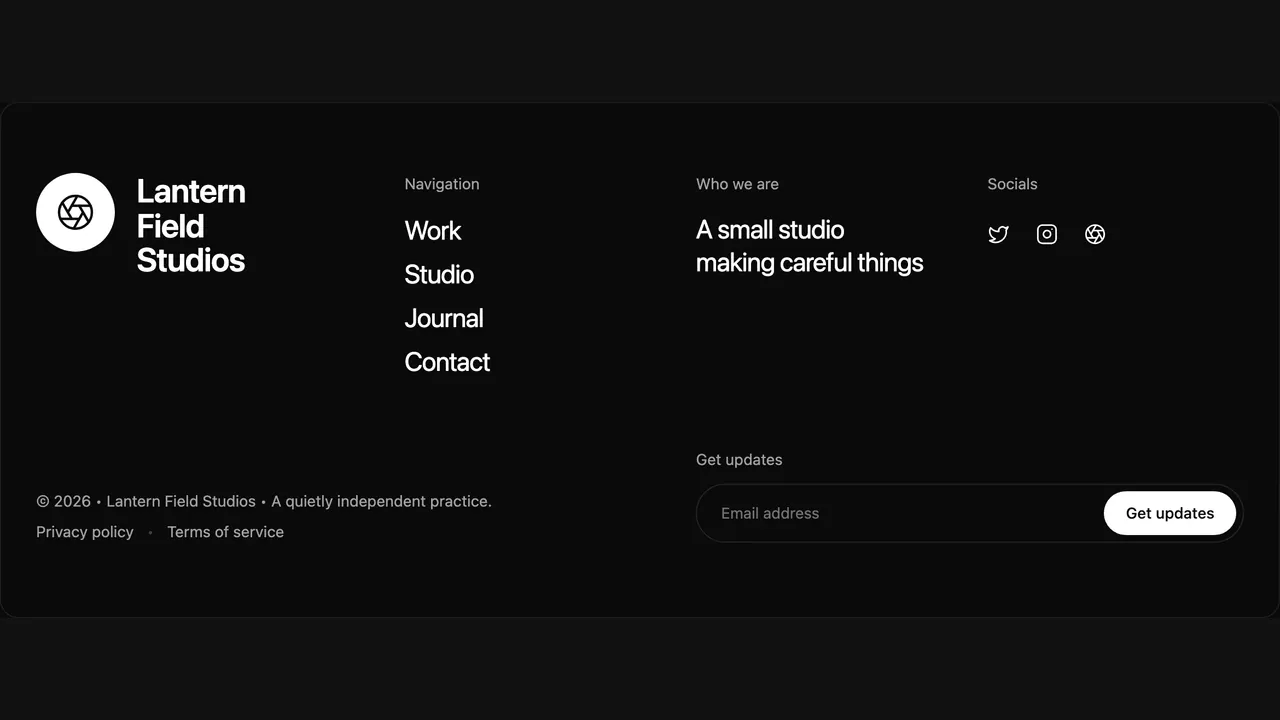 Lantern
Field
Studios
Navigation
Work
Studio
Journal
Contact
Who we are
A small studio
making careful things
Socials
© 2026 • Lantern Field Studios • A quietly independent practice.
Privacy policy • Terms of service
Get updates
Email address
Get updates